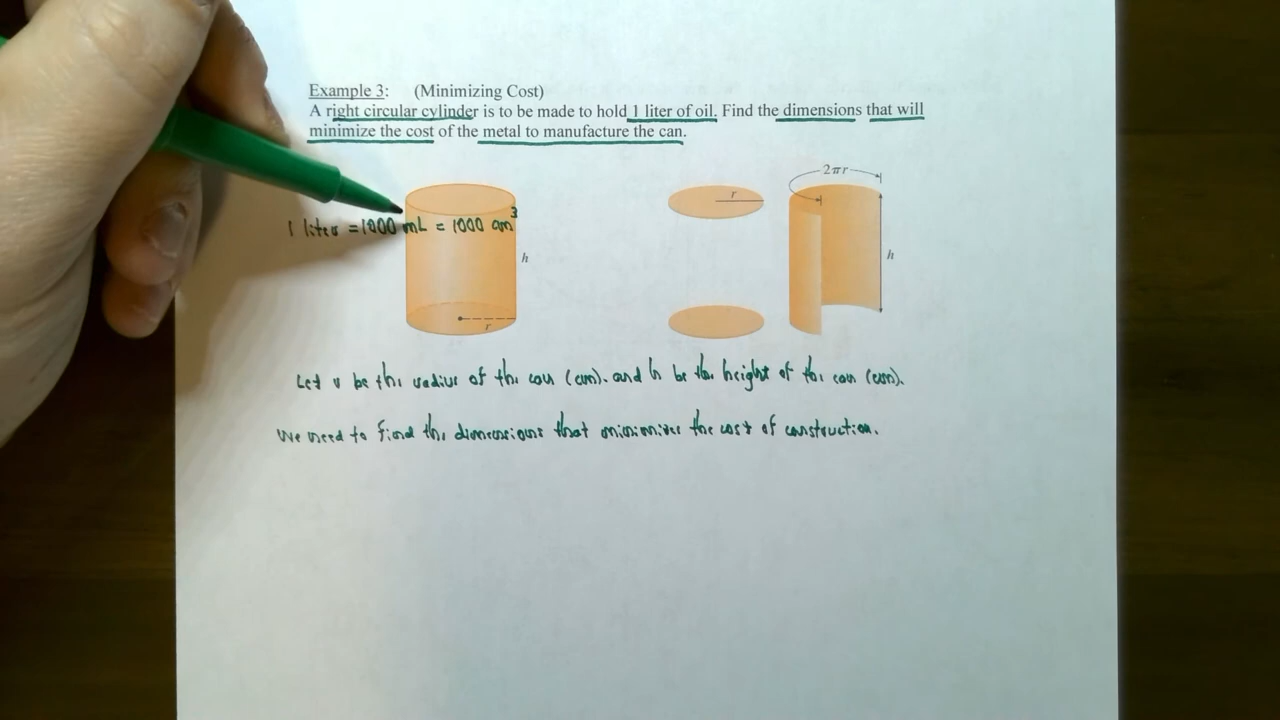 Example 3: (Minimizing Cost)
A right circular cylinder is to be made to hold 1 liter of oil. Find the dimensions that will
minimize the cost of the metal to manufacture the can.
2πr
r
1 liter = 1000 mL = 1000 cm³
h
h
r
Let r be the radius of the can (cm). and h be the height of the can (cm).
We need to find the dimensions that minimizes the cost of construction.